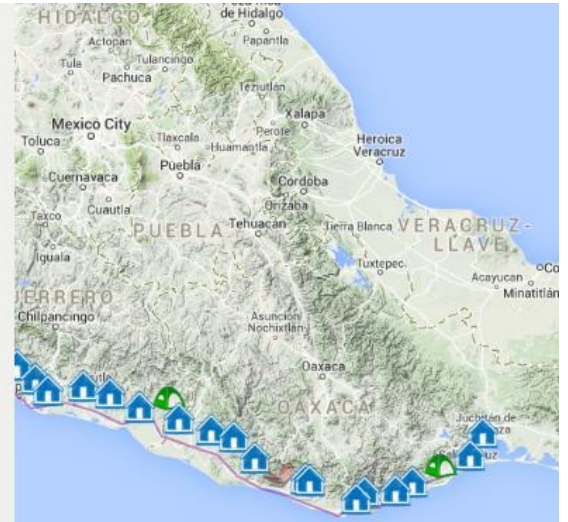 HIDALGO
de Hidalgo
Actopan
Papantla
Tula
Tulancingo
Pachuca
Teziutlán
Mexico City
Xalapa
Toluca
Tlaxcala
Perote
Huamantla
Heroica
Veracruz
Puebla
Cuernavaca
Córdoba
Cuautla
Orizaba
Taxco
PUEBLA
Tehuacán
Tierra Blanca
VERACRUZ-
LLAVE
Iguala
Tuxtepec
Acayucan
Minatitlán
Chilpancingo
Asunción
Nochixtlán
Oaxaca
OAXACA
Juchitán de